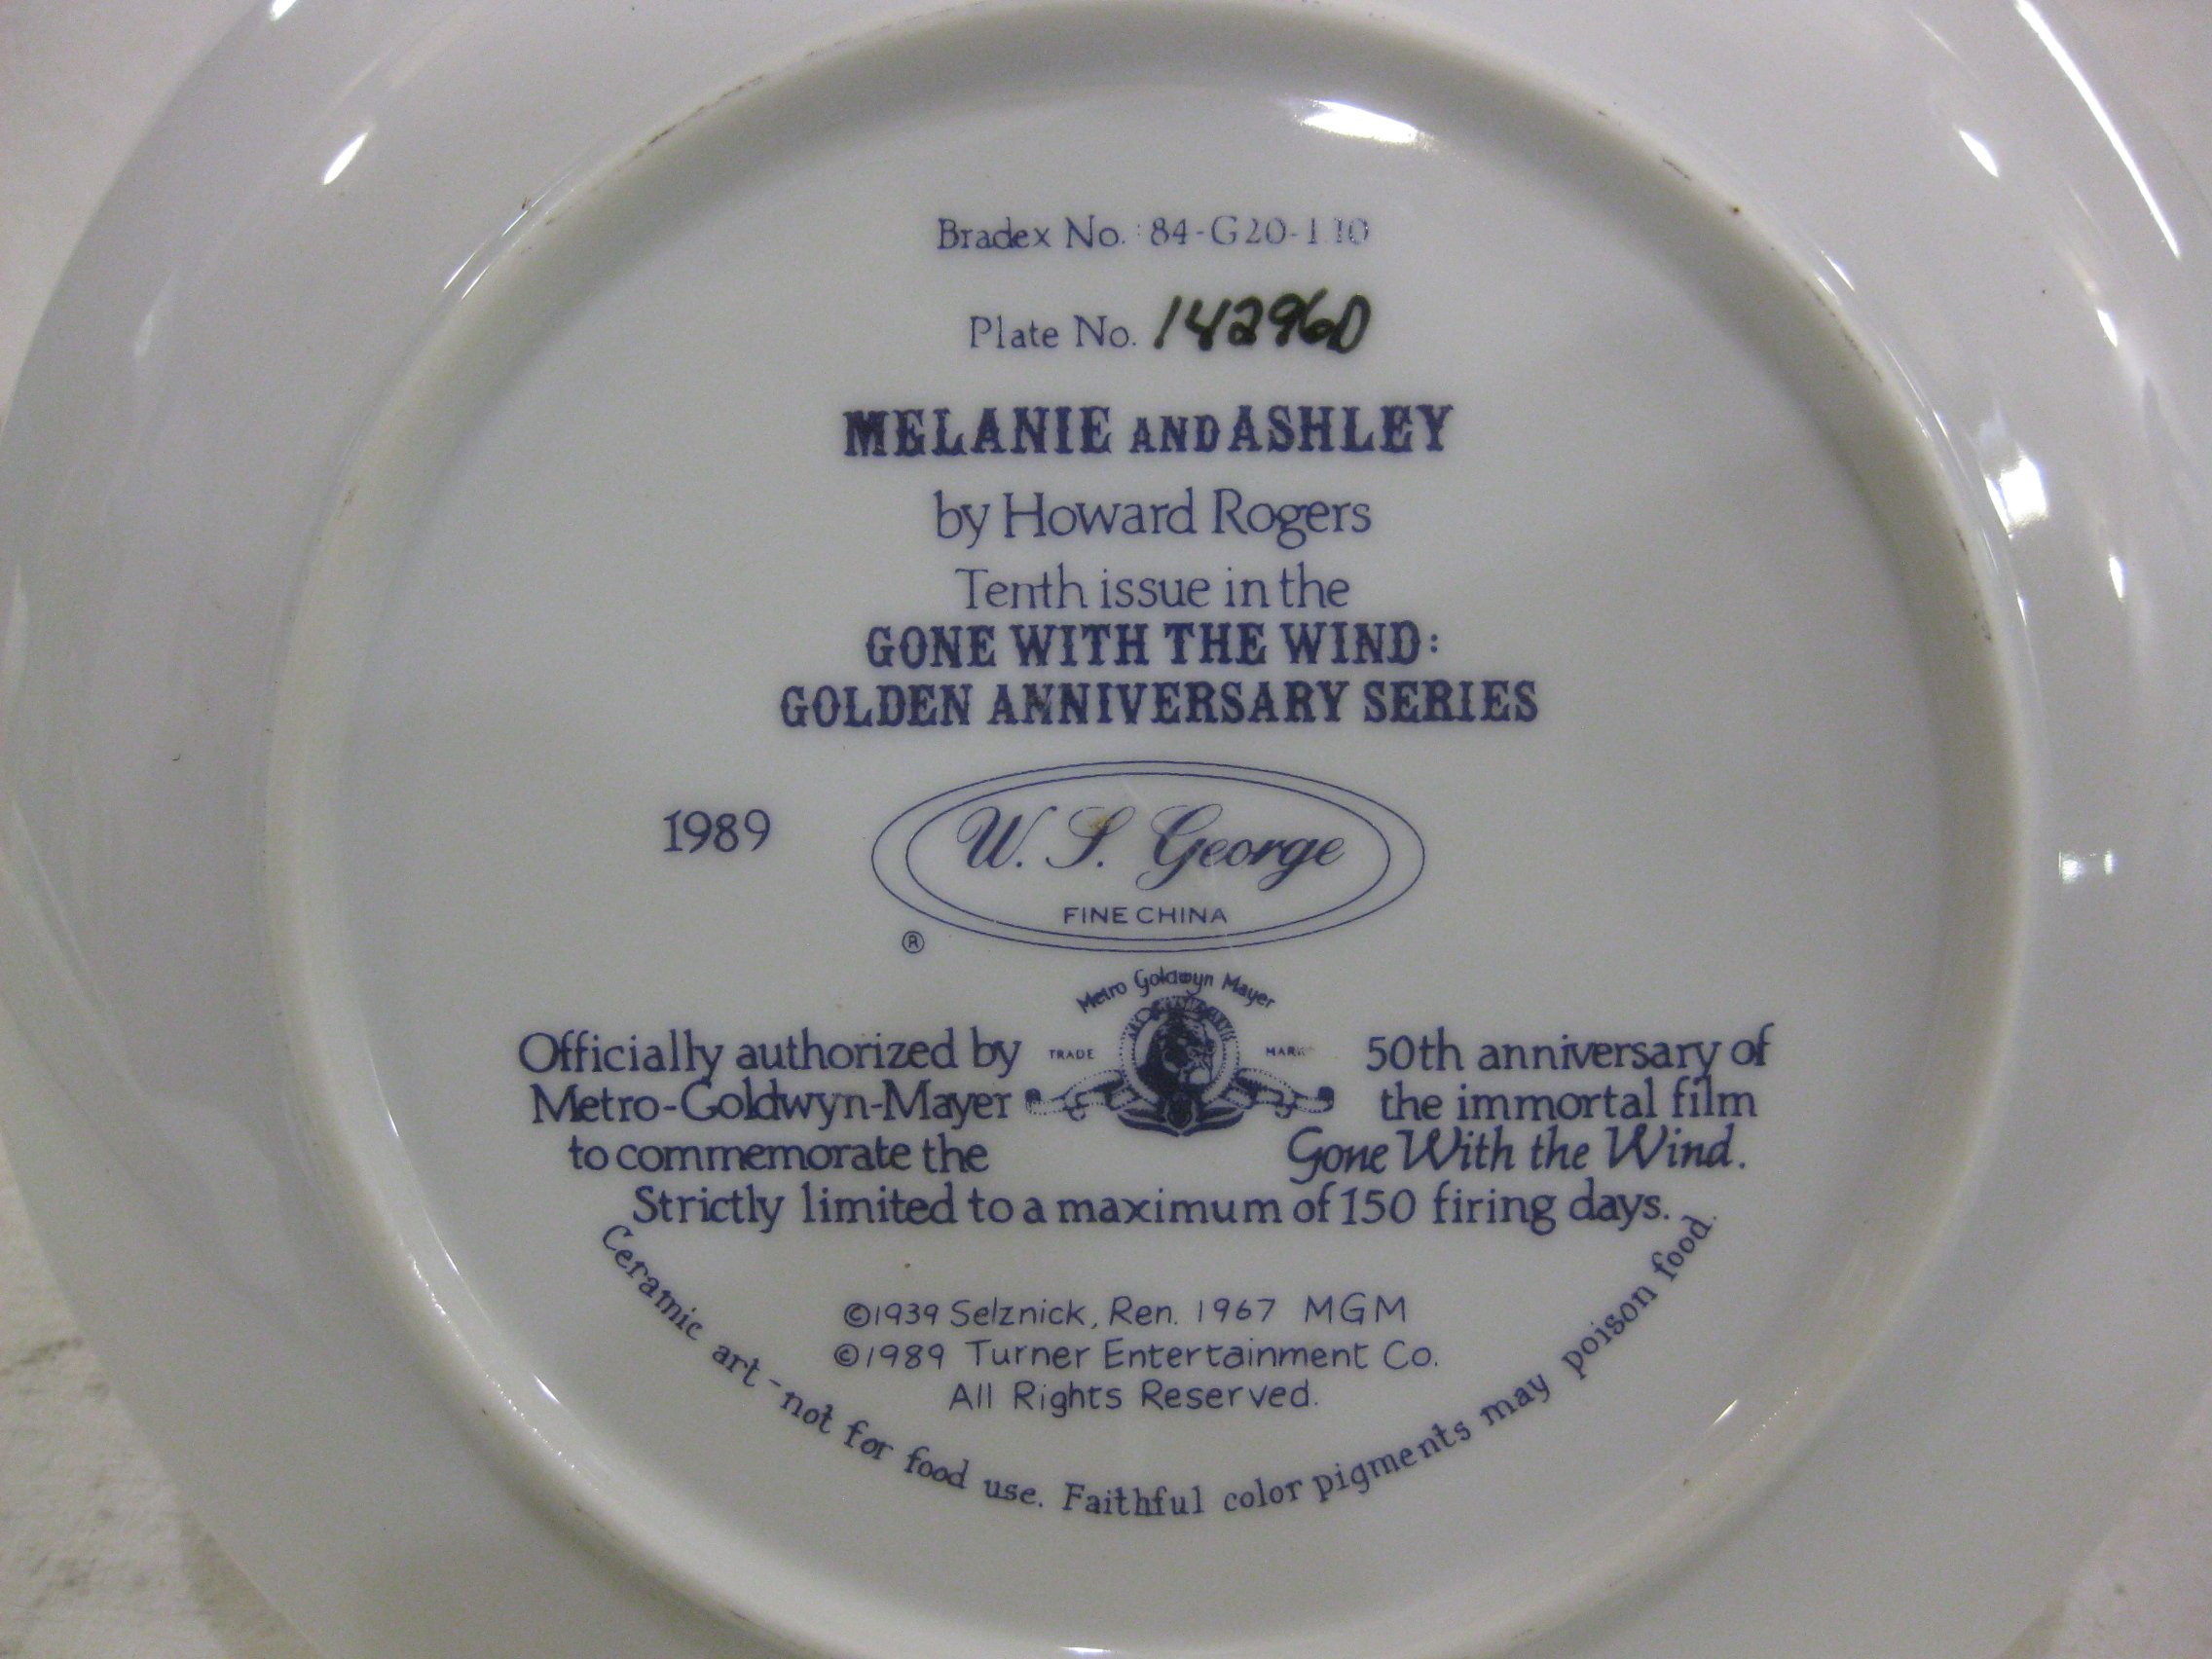 Bradex No. : 84-G20-1.10
Plate No. 142960
MELANIE AND ASHLEY
by Howard Rogers
Tenth issue in the
GONE WITH THE WIND:
GOLDEN ANNIVERSARY SERIES
1989
W. S. George
FINE CHINA
®
Metro Goldwyn Mayer
TRADE MARK
Officially authorized by
Metro-Goldwyn-Mayer
to commemorate the
50th anniversary of
the immortal film
Gone With the Wind.
Strictly limited to a maximum of 150 firing days.
©1939 Selznick, Ren. 1967 MGM
©1989 Turner Entertainment Co.
All Rights Reserved.
Ceramic art - not for food use. Faithful color pigments may poison food.